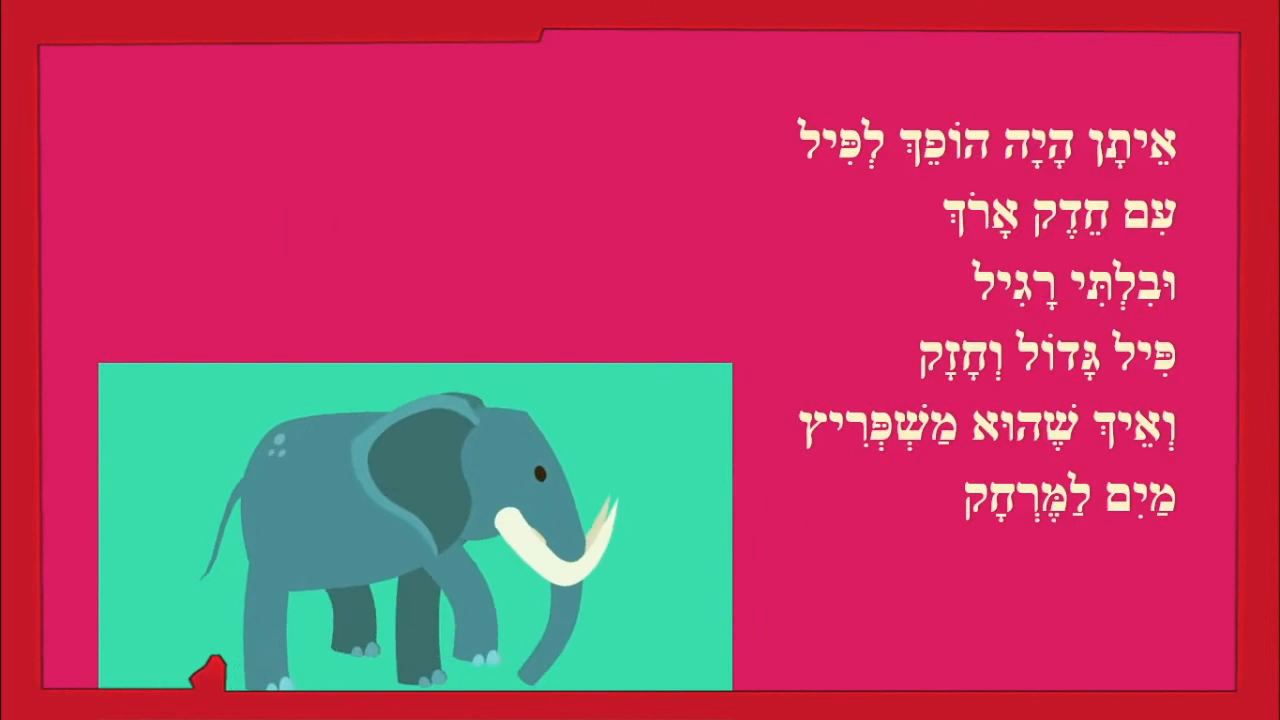 אֵיתָן הָיָה הוֹפֵךְ לְפִּיל
עִם חֵדֶק אָרֹךְ
וּבִלְתִּי רָגִיל
פִּיל גָּדוֹל וְחָזָק
וְאֵיךְ שֶׁהוּא מַשְׁפְּרִיץ
מַיִם לַמֶּרְחָק